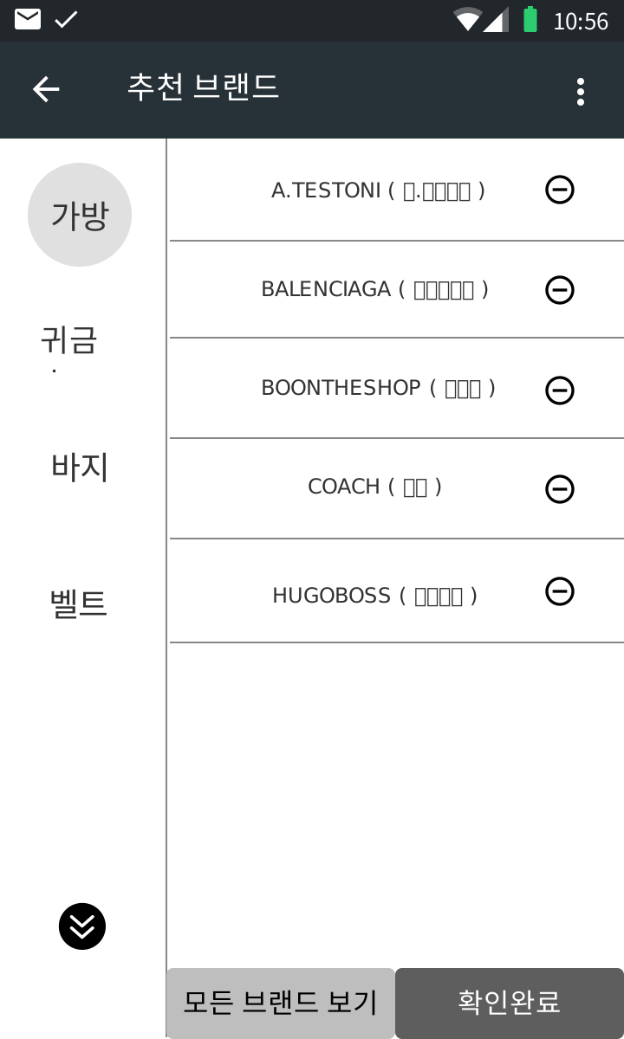 10:56
추천 브랜드
가방
귀금
바지
벨트
A.TESTONI ( □.□□□□ )
BALENCIAGA ( □□□□□ )
BOONTHESHOP ( □□□ )
COACH ( □□ )
HUGOBOSS ( □□□□ )
모든 브랜드 보기
확인완료